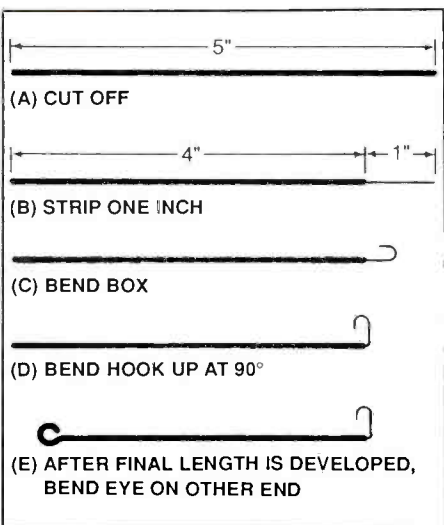 5"
(A) CUT OFF
4" 1"
(B) STRIP ONE INCH
(C) BEND BOX
(D) BEND HOOK UP AT 90°
(E) AFTER FINAL LENGTH IS DEVELOPED,
BEND EYE ON OTHER END